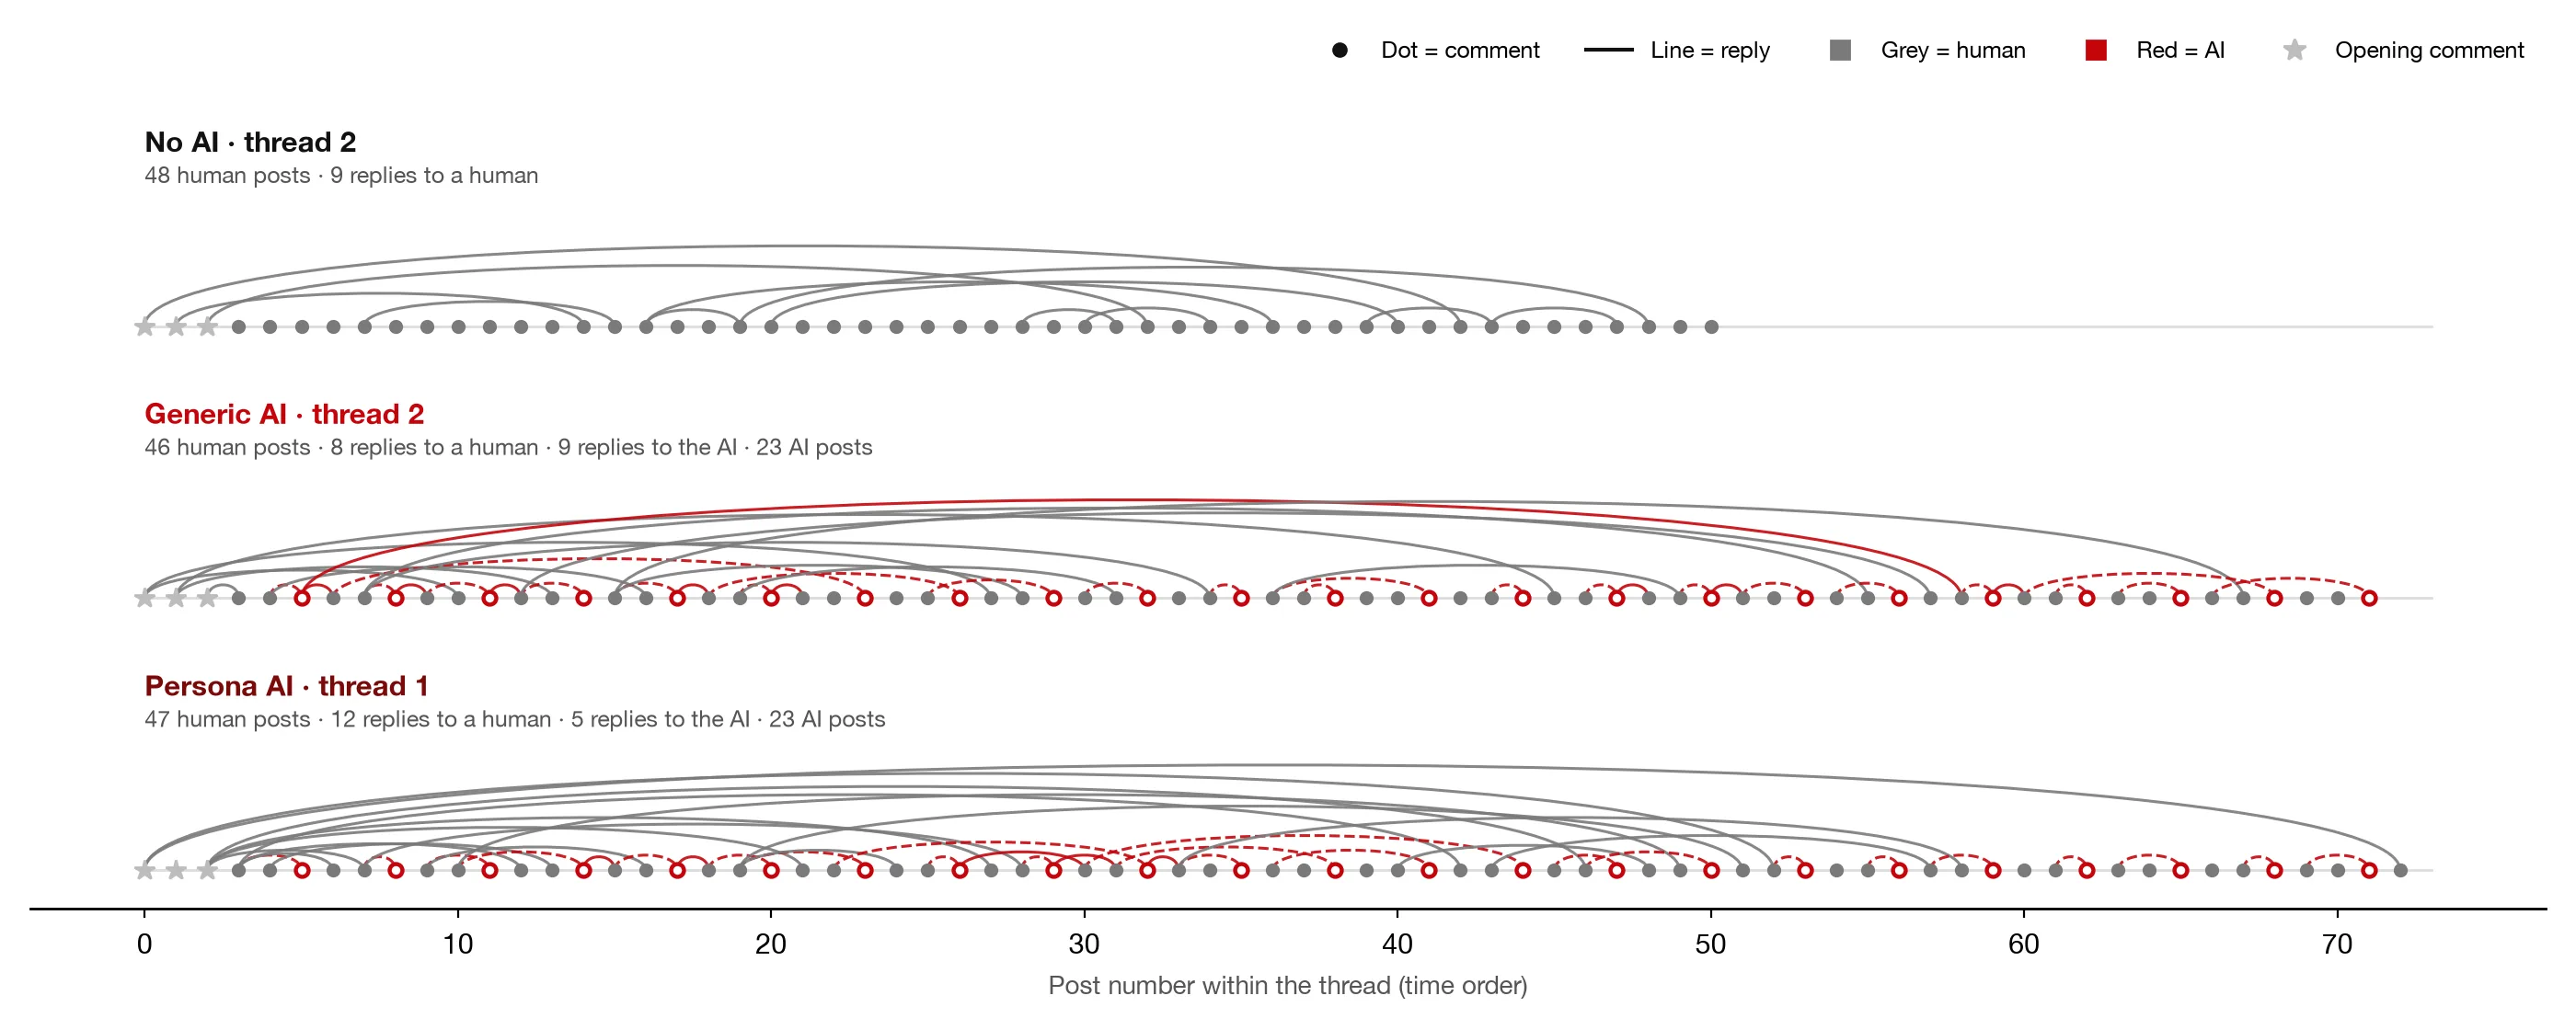 Dot = comment Line = reply Grey = human Red = AI Opening comment
No AI · thread 2
48 human posts · 9 replies to a human
Generic AI · thread 2
46 human posts · 8 replies to a human · 9 replies to the AI · 23 AI posts
Persona AI · thread 1
47 human posts · 12 replies to a human · 5 replies to the AI · 23 AI posts
0 10 20 30 40 50 60 70
Post number within the thread (time order)